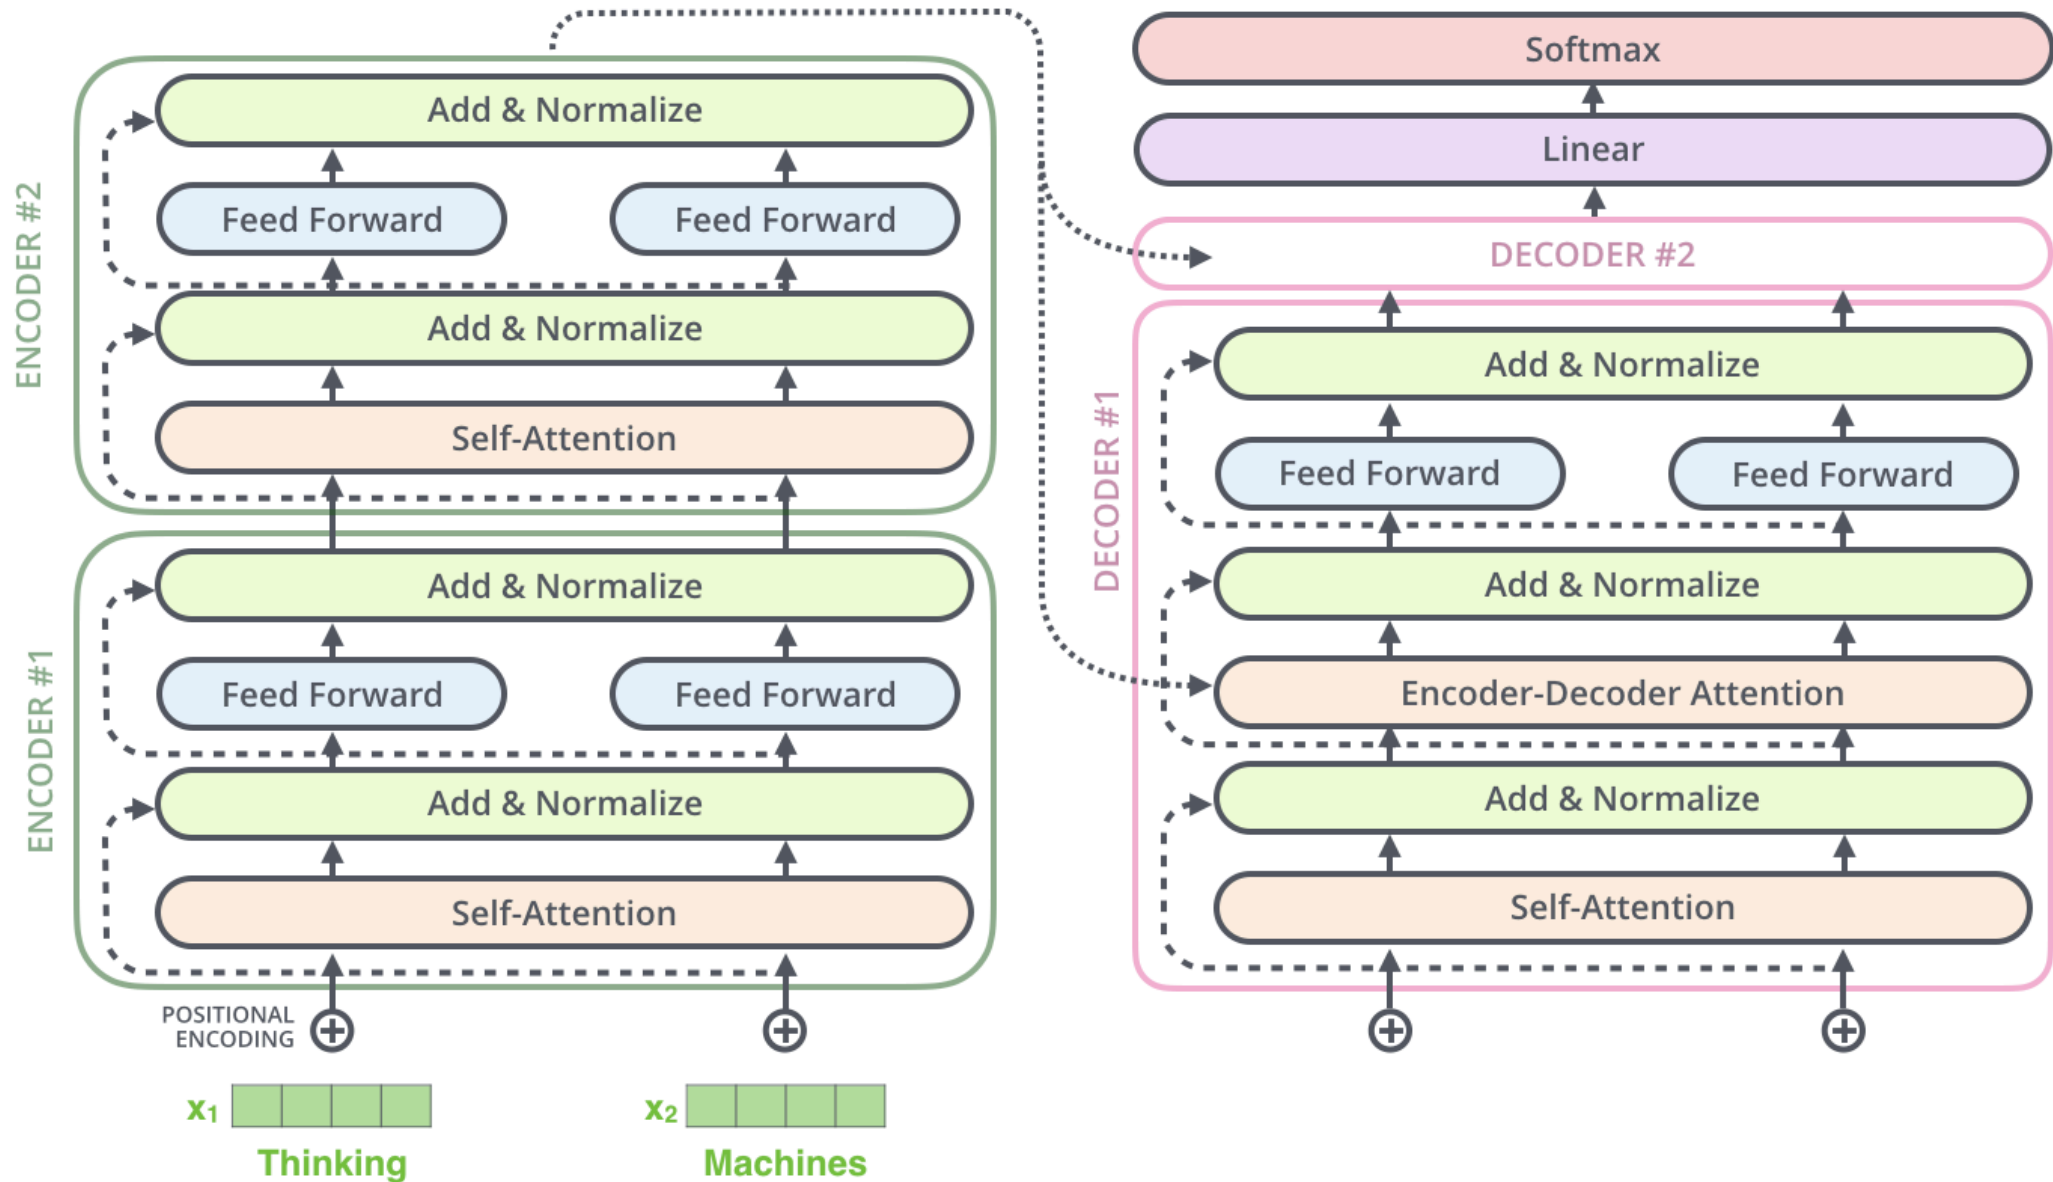 ENCODER #2
Add & Normalize
Feed Forward
Feed Forward
Add & Normalize
Self-Attention
ENCODER #1
Add & Normalize
Feed Forward
Feed Forward
Add & Normalize
Self-Attention
POSITIONAL
ENCODING
x₁
x₂
Thinking
Machines
Softmax
Linear
DECODER #2
DECODER #1
Add & Normalize
Feed Forward
Feed Forward
Add & Normalize
Encoder-Decoder Attention
Add & Normalize
Self-Attention